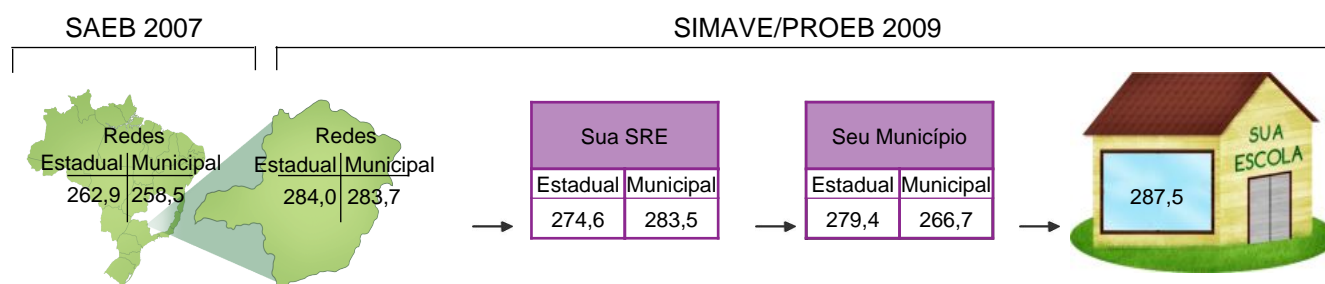 SAEB 2007
SIMAVE/PROEB 2009
Redes
Estadual Municipal
262,9 258,5
Redes
Estadual Municipal
284,0 283,7
Sua SRE
Estadual Municipal
274,6 283,5
Seu Município
Estadual Municipal
279,4 266,7
SUA
ESCOLA
287,5